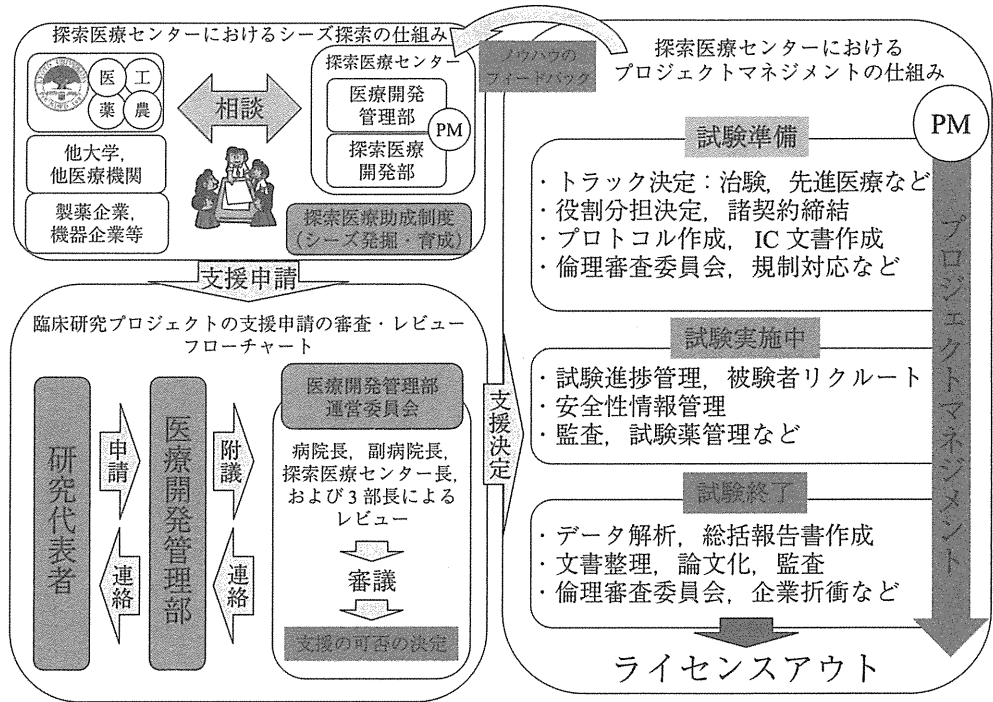 探索医療センターにおけるシーズ探索の仕組み
医
工
薬
農
他大学，
他医療機関
製薬企業，
機器企業等
相談
探索医療センター
医療開発
管理部
PM
探索医療
開発部
探索医療助成制度
（シーズ発掘・育成）
支援申請
臨床研究プロジェクトの支援申請の審査・レビュー
フローチャート
研究代表者
申請
連絡
医療開発管理部
附議
連絡
医療開発管理部
運営委員会
病院長，副病院長，
探索医療センター長，
および3部長による
レビュー
審議
支援の可否の決定
支援決定
ノウハウの
フィードバック
探索医療センターにおける
プロジェクトマネジメントの仕組み
PM
プロジェクトマネジメント
試験準備
・トラック決定：治験，先進医療など
・役割分担決定，諸契約締結
・プロトコル作成，IC 文書作成
・倫理審査委員会，規制対応など
試験実施中
・試験進捗管理，被験者リクルート
・安全性情報管理
・監査，試験薬管理など
試験終了
・データ解析，総括報告書作成
・文書整理，論文化，監査
・倫理審査委員会，企業折衝など
ライセンスアウト